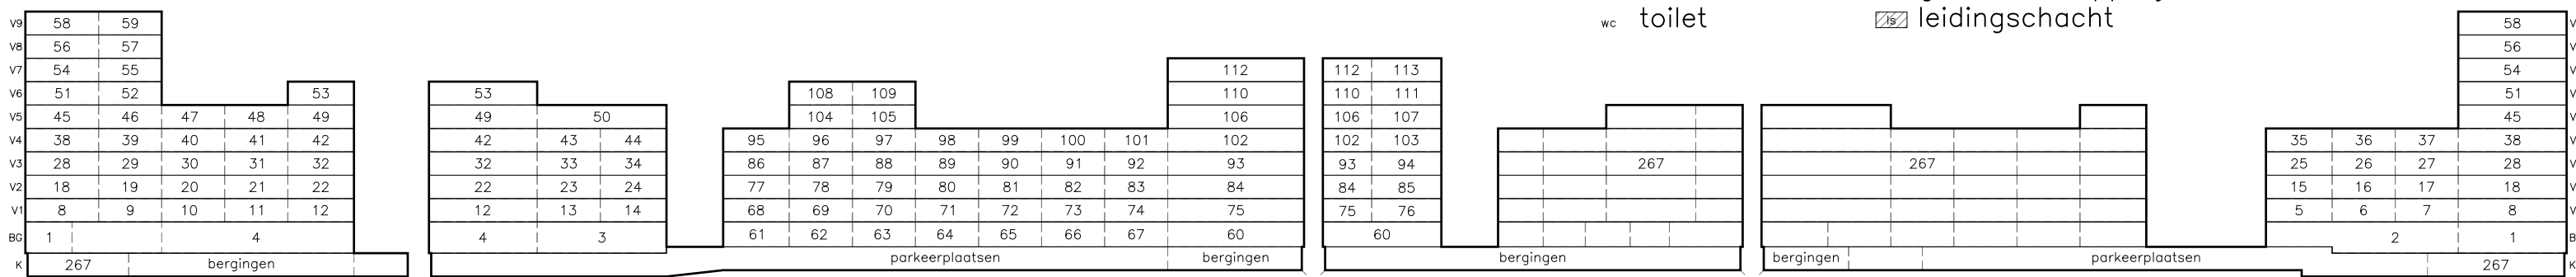 wc toilet ls leidingschacht
V9 58 59 58 V
V8 56 57 56 V
V7 54 55 112 112 113 54 V
V6 51 52 53 53 108 109 110 110 111 51 V
V5 45 46 47 48 49 49 50 104 105 106 106 107 45 V
V4 38 39 40 41 42 42 43 44 95 96 97 98 99 100 101 102 102 103 35 36 37 38 V
V3 28 29 30 31 32 32 33 34 86 87 88 89 90 91 92 93 93 94 267 267 25 26 27 28 V
V2 18 19 20 21 22 22 23 24 77 78 79 80 81 82 83 84 84 85 15 16 17 18 V
V1 8 9 10 11 12 12 13 14 68 69 70 71 72 73 74 75 75 76 5 6 7 8 V
BG 1 4 4 3 61 62 63 64 65 66 67 60 60 2 1 B
K 267 bergingen parkeerplaatsen bergingen bergingen bergingen parkeerplaatsen 267 K